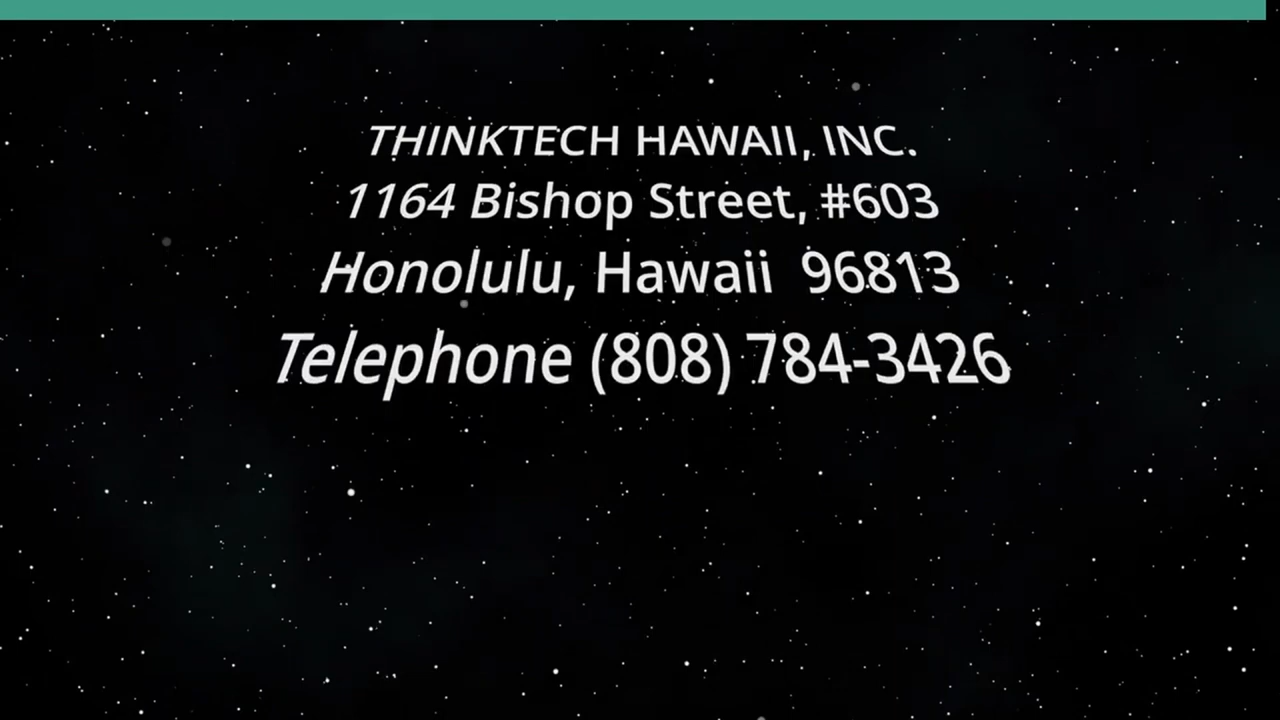 THINKTECH HAWAII, INC.
1164 Bishop Street, #603
Honolulu, Hawaii  96813
Telephone (808) 784-3426